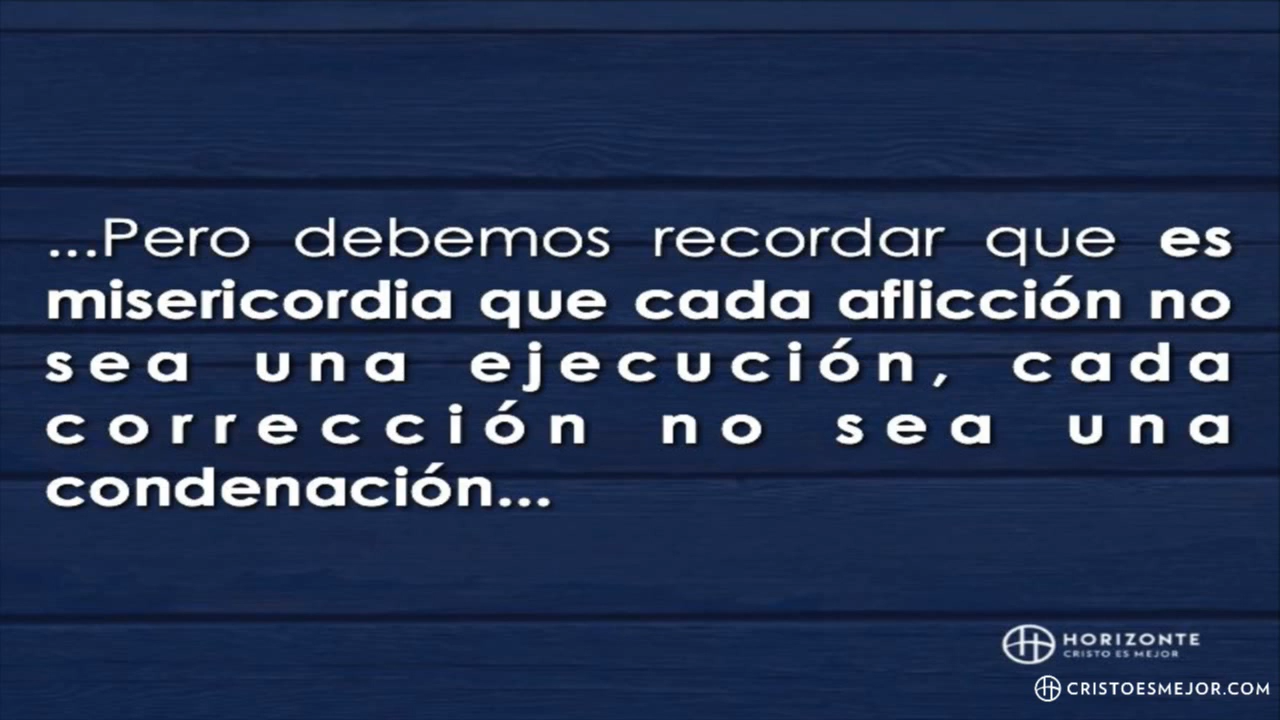 ...Pero debemos recordar que es
misericordia que cada aflicción no
sea una ejecución, cada
corrección no sea una
condenación...
HORIZONTE
CRISTO ES MEJOR
CRISTOESMEJOR.COM